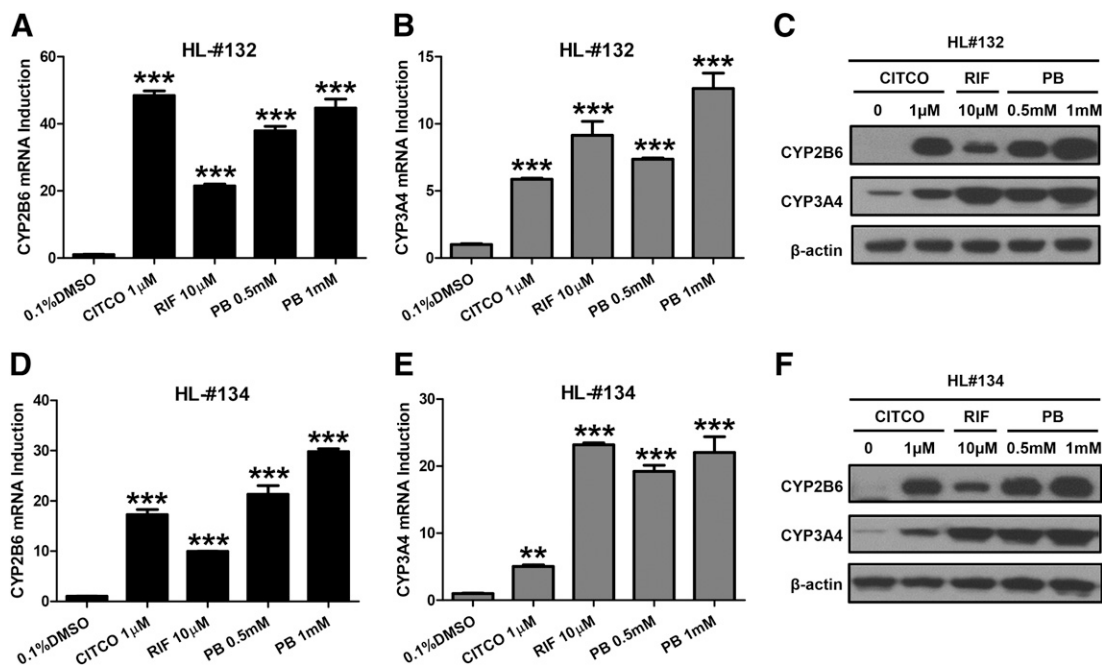 A
HL-#132
CYP2B6 mRNA Induction
60
40
20
0
***
***
***
***
0.1%DMSO
CITCO 1μM
RIF 10μM
PB 0.5mM
PB 1mM
B
HL-#132
CYP3A4 mRNA Induction
15
10
5
0
***
***
***
***
0.1%DMSO
CITCO 1μM
RIF 10μM
PB 0.5mM
PB 1mM
C
HL#132
CITCO RIF PB
0 1μM 10μM 0.5mM 1mM
CYP2B6
CYP3A4
β-actin
D
HL-#134
CYP2B6 mRNA Induction
40
30
20
10
0
***
***
***
***
0.1%DMSO
CITCO 1μM
RIF 10μM
PB 0.5mM
PB 1mM
E
HL-#134
CYP3A4 mRNA Induction
30
20
10
0
**
***
***
***
0.1%DMSO
CITCO 1μM
RIF 10μM
PB 0.5mM
PB 1mM
F
HL#134
CITCO RIF PB
0 1μM 10μM 0.5mM 1mM
CYP2B6
CYP3A4
β-actin